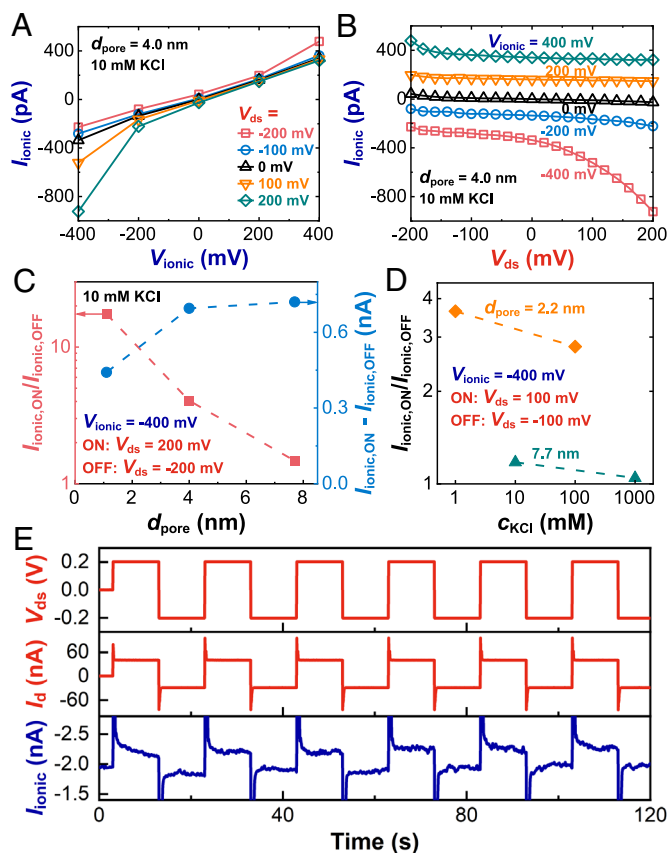 A
d_pore = 4.0 nm
10 mM KCl
I_ionic (pA)
400
0
-400
-800
V_ds =
-200 mV
-100 mV
0 mV
100 mV
200 mV
-400 -200 0 200 400
V_ionic (mV)
B
V_ionic = 400 mV
200 mV
0 mV
-200 mV
-400 mV
d_pore = 4.0 nm
10 mM KCl
I_ionic (pA)
400
0
-400
-800
-200 -100 0 100 200
V_ds (mV)
C
10 mM KCl
I_ionic,ON/I_ionic,OFF
10
1
V_ionic = -400 mV
ON: V_ds = 200 mV
OFF: V_ds = -200 mV
0 2 4 6 8
d_pore (nm)
0.6
0.3
0.0
I_ionic,ON - I_ionic,OFF (nA)
D
I_ionic,ON/I_ionic,OFF
4
3
2
1
d_pore = 2.2 nm
V_ionic = -400 mV
ON: V_ds = 100 mV
OFF: V_ds = -100 mV
7.7 nm
1 10 100 1000
c_KCl (mM)
E
V_ds (V)
0.2
0.0
-0.2
I_d (nA)
60
0
-60
I_ionic (nA)
-2.5
-2.0
-1.5
0 20 40 60 80 100 120
Time (s)